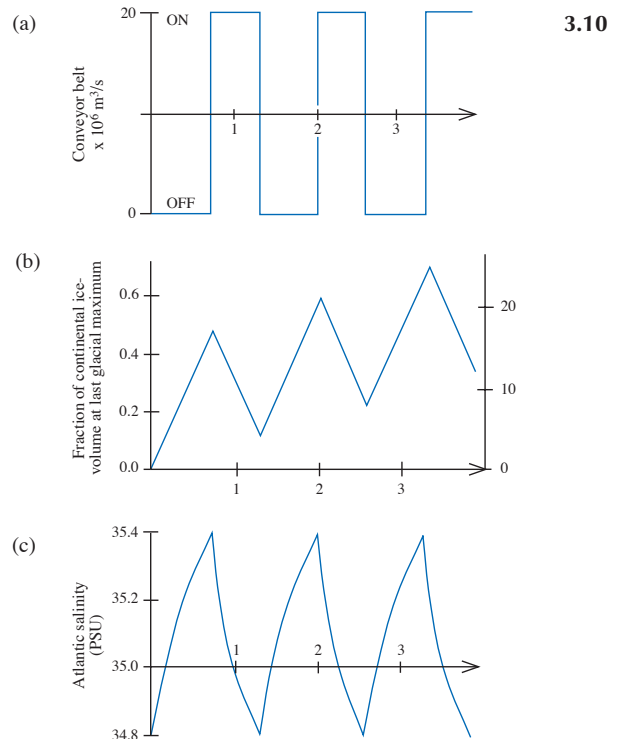 (a)
3.10
20
ON
Conveyor belt
x 10⁶ m³/s
1
2
3
OFF
0
(b)
Fraction of continental ice-
volume at last glacial maximum
0.6
0.4
0.2
0.0
20
10
0
1
2
3
(c)
Atlantic salinity
(PSU)
35.4
35.2
35.0
34.8
1
2
3